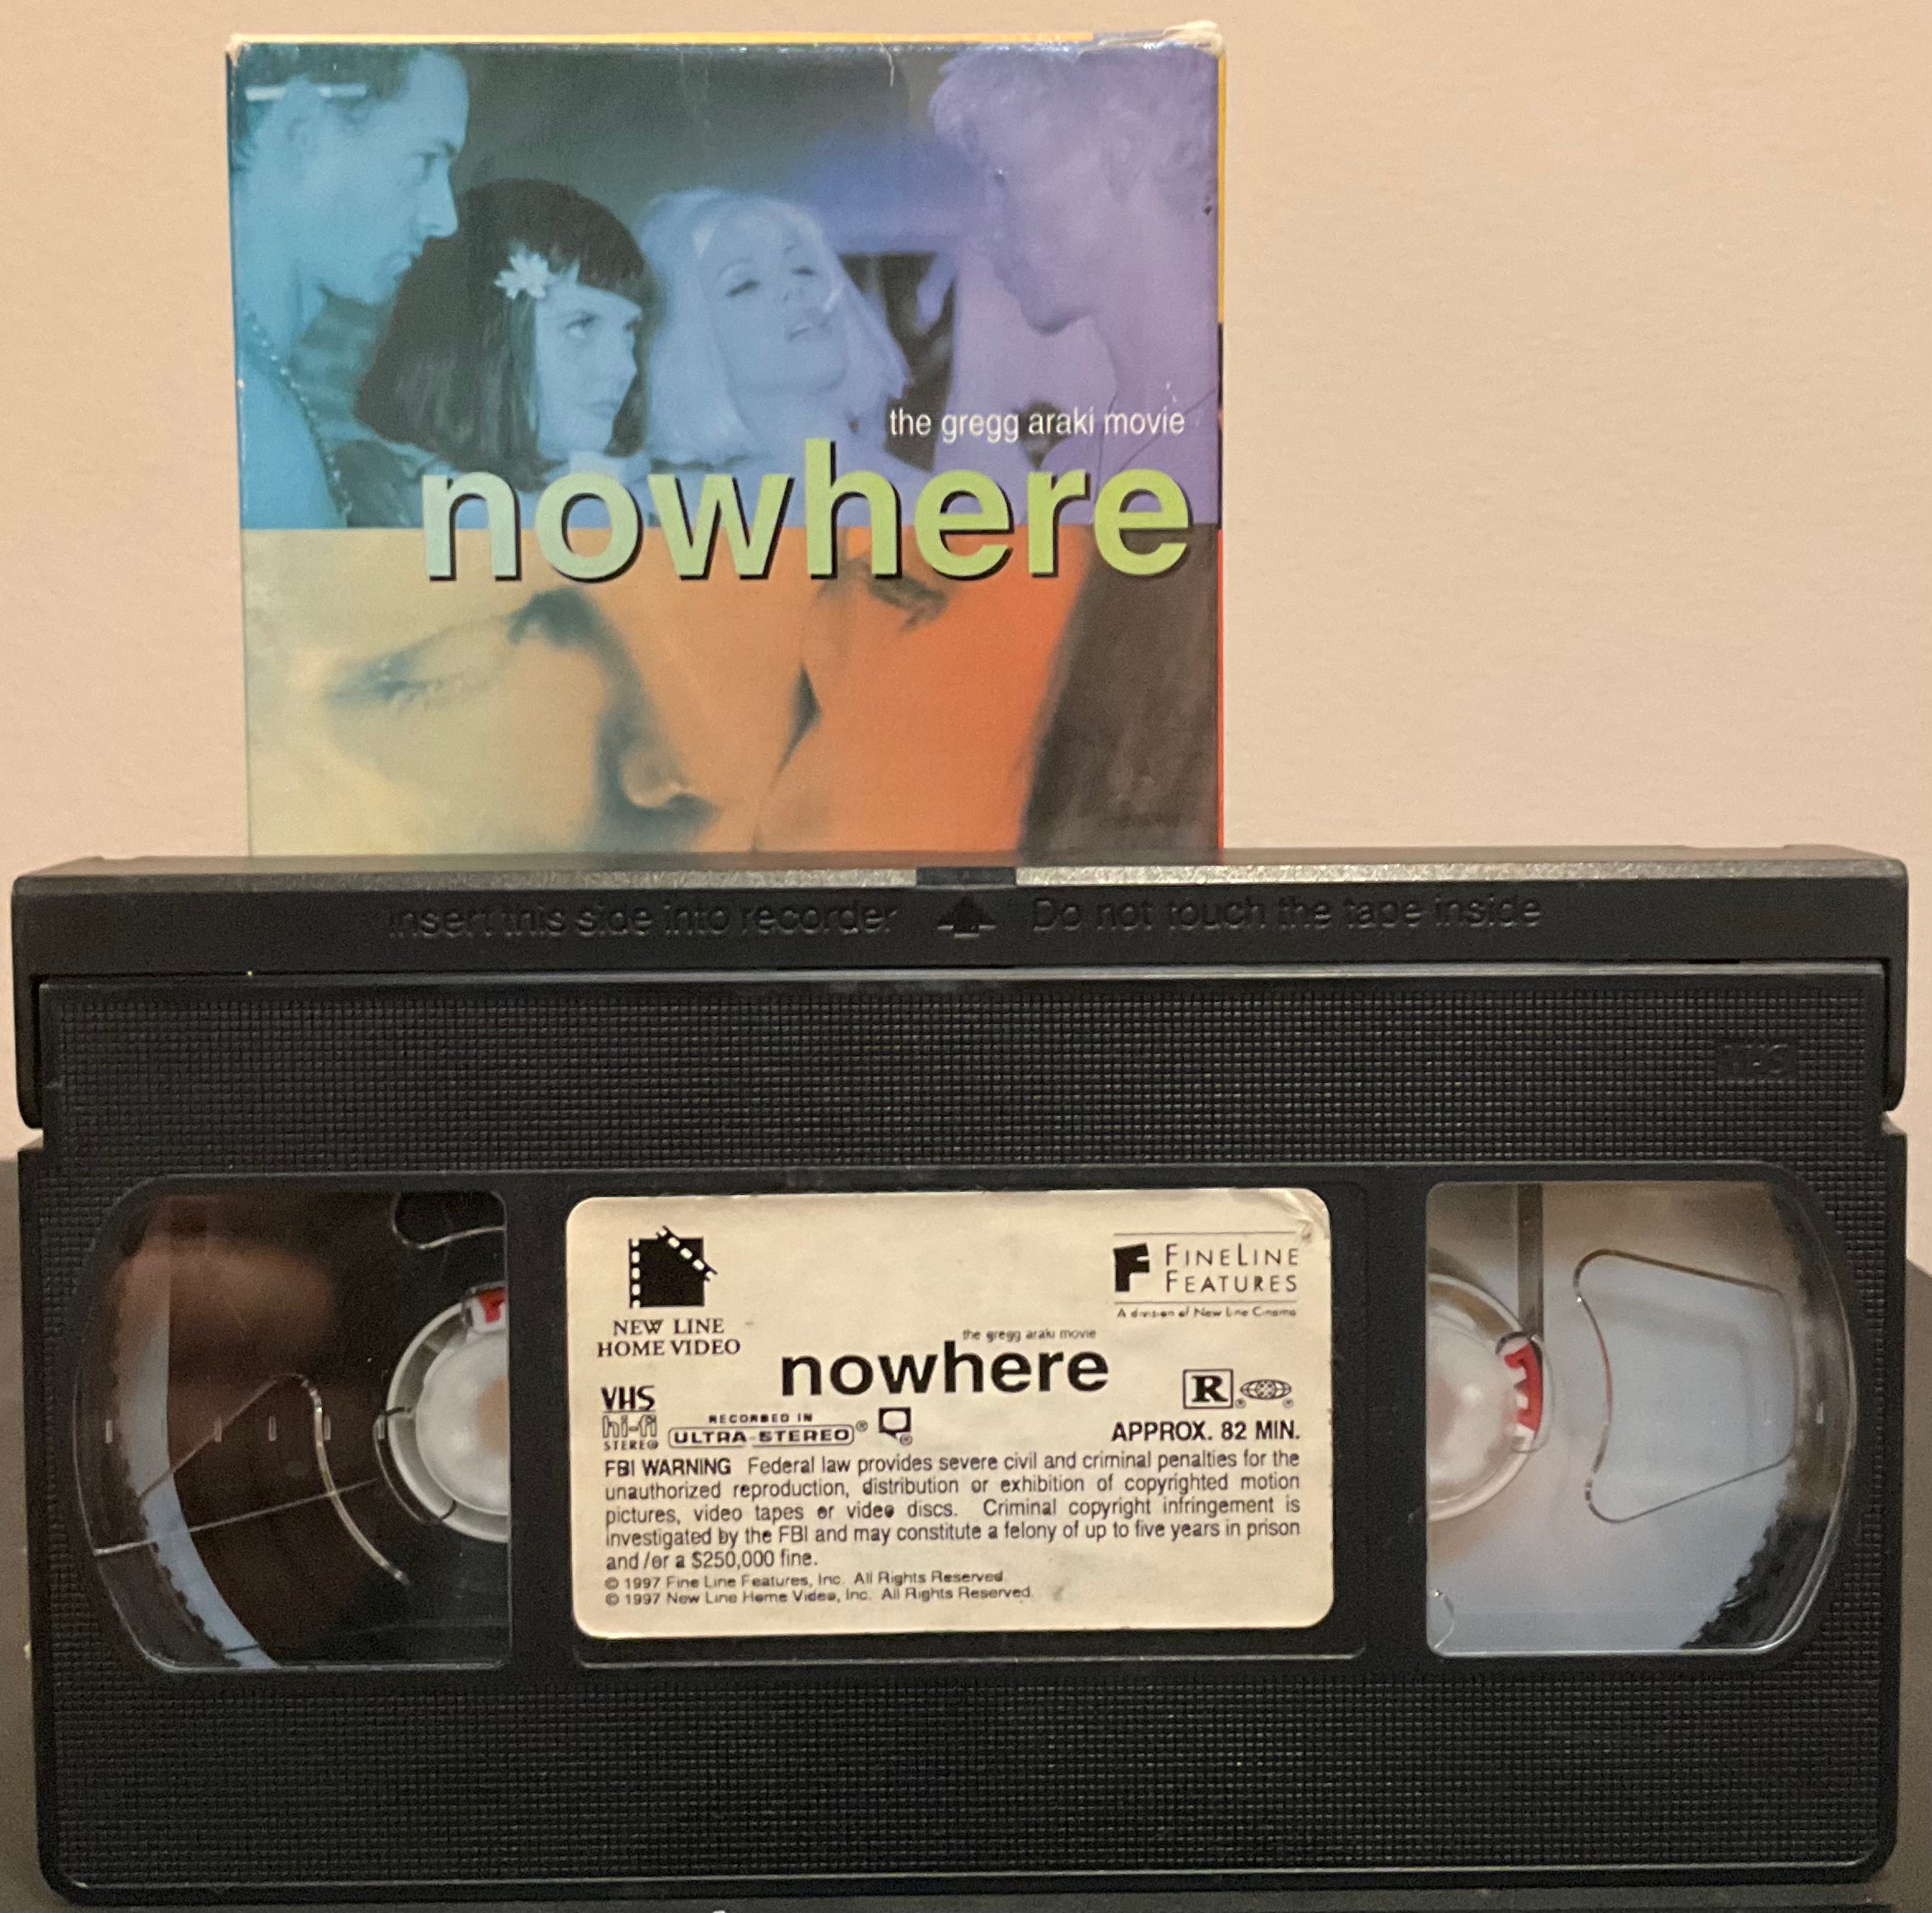 the gregg araki movie
nowhere
Insert this side into recorder
Do not touch the tape inside
VHS
NEW LINE
HOME VIDEO
FINELINE
FEATURES
A division of New Line Cinema
the gregg araki movie
nowhere
VHS
hi-fi
STEREO
RECORDED IN
ULTRA-STEREO®
®
R®
®
APPROX. 82 MIN.
FBI WARNING Federal law provides severe civil and criminal penalties for the
unauthorized reproduction, distribution or exhibition of copyrighted motion
pictures, video tapes or video discs. Criminal copyright infringement is
investigated by the FBI and may constitute a felony of up to five years in prison
and /or a $250,000 fine.
© 1997 Fine Line Features, Inc. All Rights Reserved.
© 1997 New Line Home Video, Inc. All Rights Reserved.